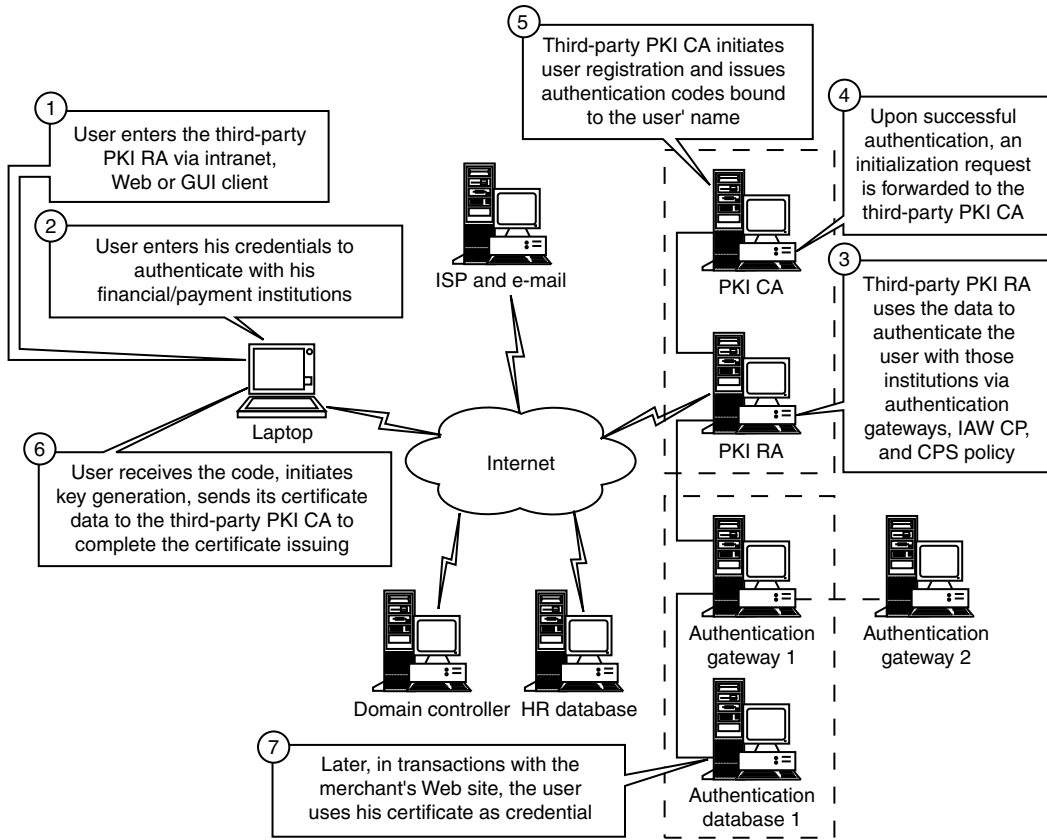 5
Third-party PKI CA initiates
user registration and issues
authentication codes bound
to the user' name
1
User enters the third-party
PKI RA via intranet,
Web or GUI client
4
Upon successful
authentication, an
initialization request
is forwarded to the
third-party PKI CA
2
User enters his credentials to
authenticate with his
financial/payment institutions
ISP and e-mail
PKI CA
3
Third-party PKI RA
uses the data to
authenticate the
user with those
institutions via
authentication
gateways, IAW CP,
and CPS policy
Laptop
PKI RA
6
User receives the code, initiates
key generation, sends its certificate
data to the third-party PKI CA to
complete the certificate issuing
Internet
Authentication
gateway 1
Authentication
gateway 2
Domain controller
HR database
7
Later, in transactions with the
merchant's Web site, the user
uses his certificate as credential
Authentication
database 1